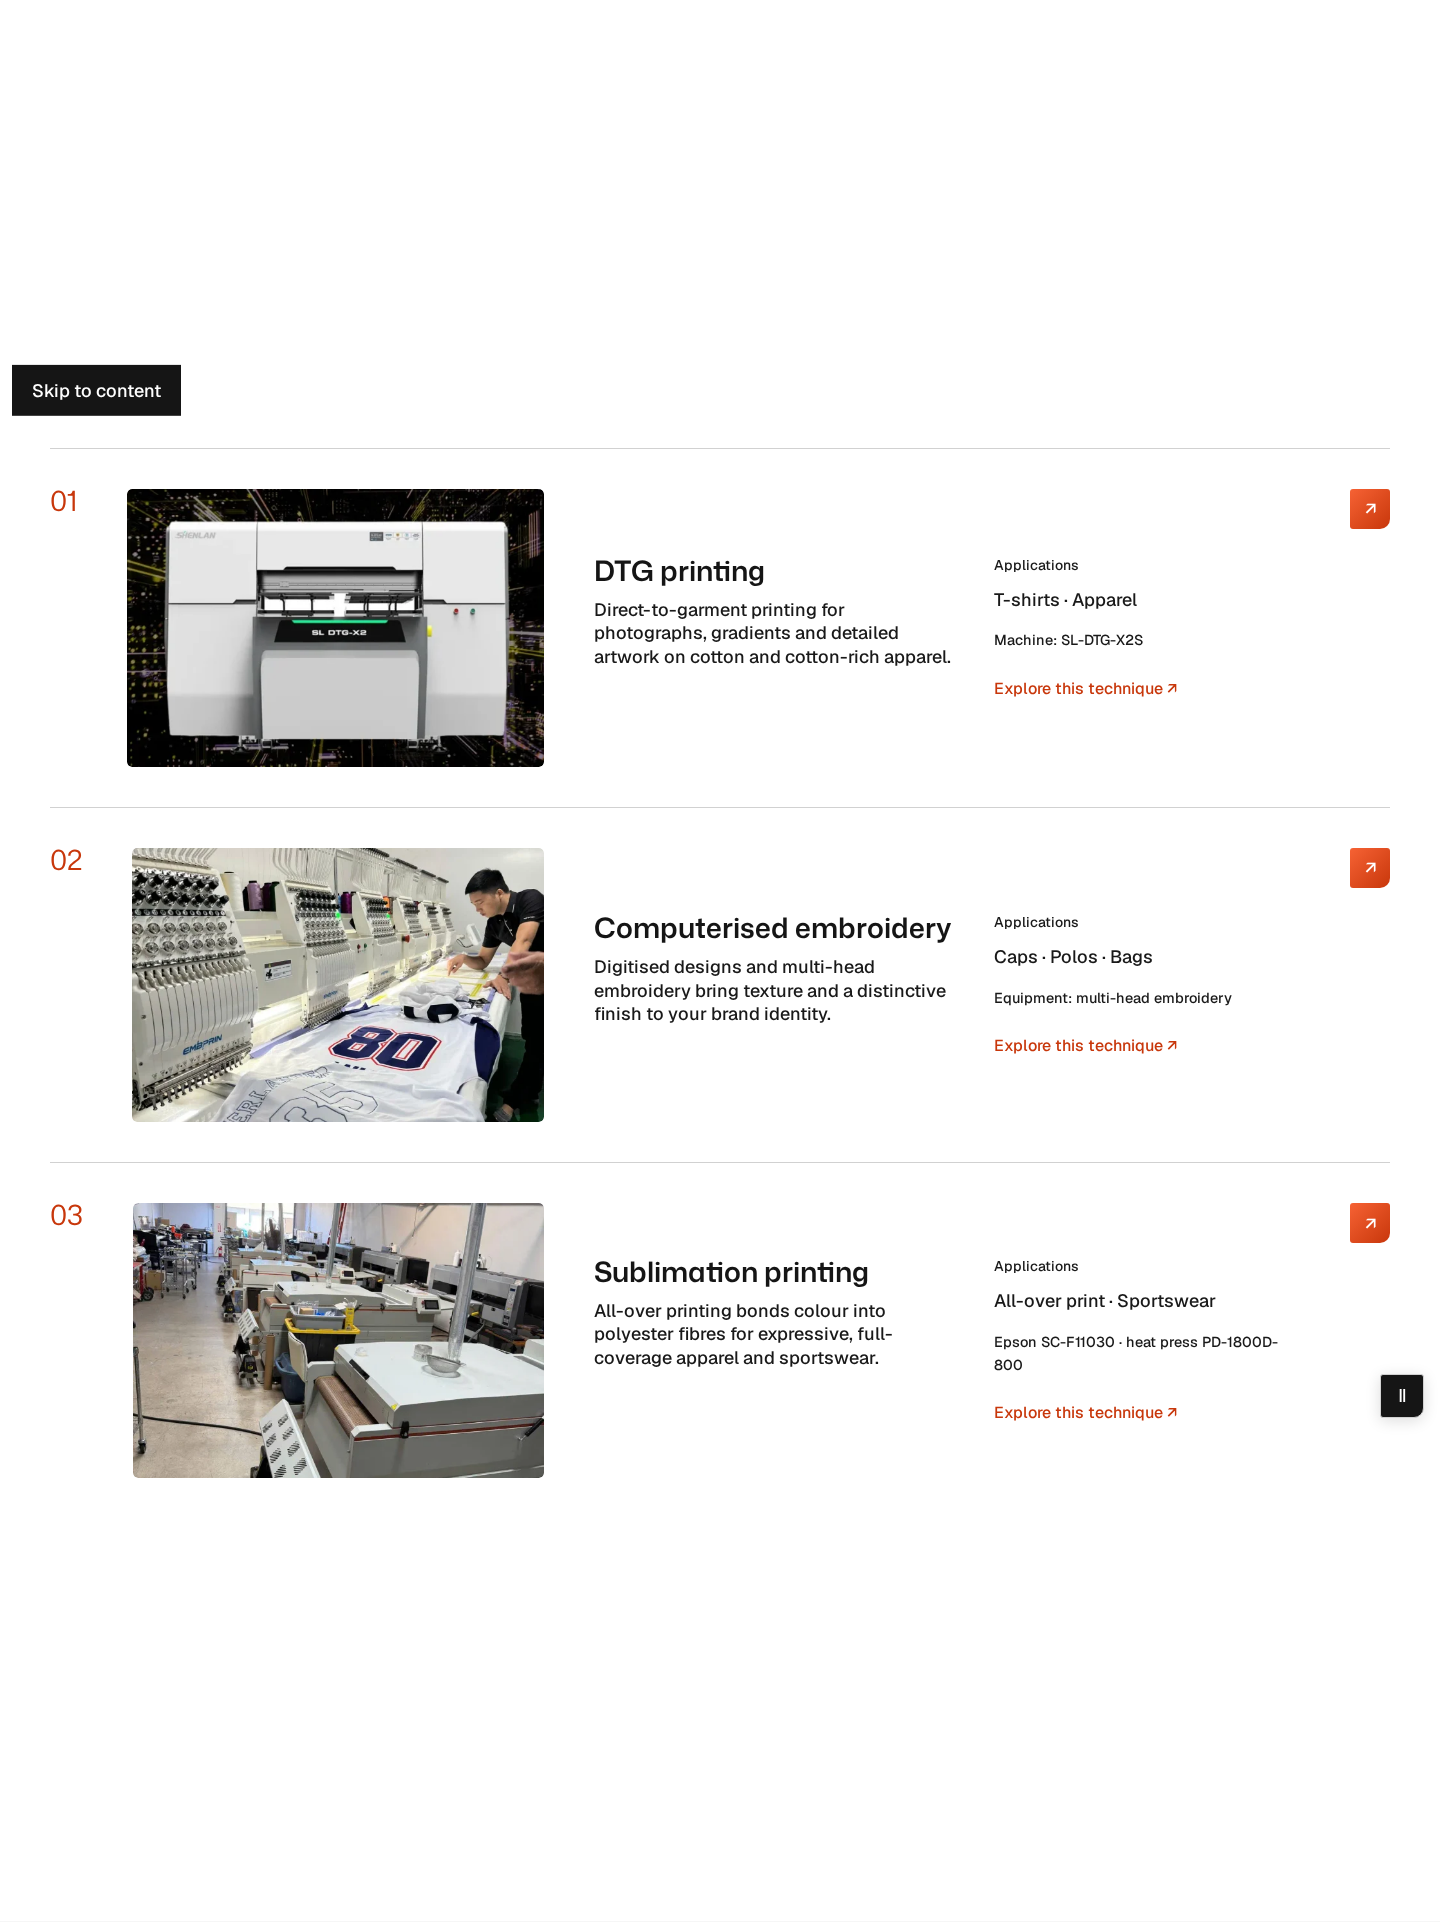 Skip to content
01
SHENLAN
SL DTG-X2
DTG printing
Direct-to-garment printing for
photographs, gradients and detailed
artwork on cotton and cotton-rich apparel.
Applications
T-shirts · Apparel
Machine: SL-DTG-X2S
Explore this technique ↗
02
EMBPRIN
80
35
Computerised embroidery
Digitised designs and multi-head
embroidery bring texture and a distinctive
finish to your brand identity.
Applications
Caps · Polos · Bags
Equipment: multi-head embroidery
Explore this technique ↗
03
Sublimation printing
All-over printing bonds colour into
polyester fibres for expressive, full-
coverage apparel and sportswear.
Applications
All-over print · Sportswear
Epson SC-F11030 · heat press PD-1800D-
800
Explore this technique ↗